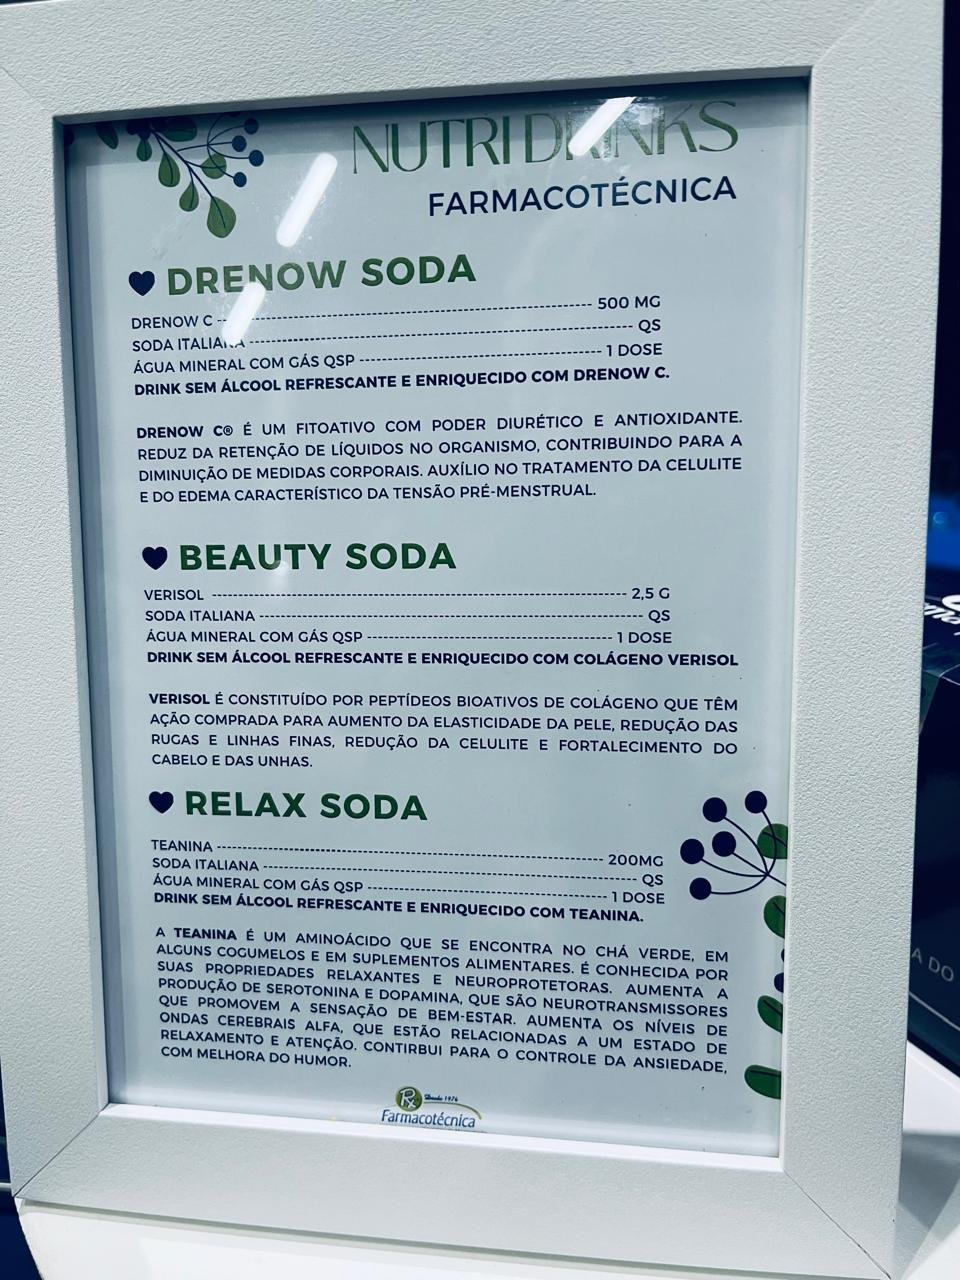 NUTRIDRINKS
FARMACOTÉCNICA
DRENOW SODA
DRENOW C ---------------------------------------- 500 MG
SODA ITALIANA ---------------------------------------- QS
ÁGUA MINERAL COM GÁS QSP ------------------------------ 1 DOSE
DRINK SEM ÁLCOOL REFRESCANTE E ENRIQUECIDO COM DRENOW C.
DRENOW C® É UM FITOATIVO COM PODER DIURÉTICO E ANTIOXIDANTE.
REDUZ DA RETENÇÃO DE LÍQUIDOS NO ORGANISMO, CONTRIBUINDO PARA A
DIMINUIÇÃO DE MEDIDAS CORPORAIS. AUXÍLIO NO TRATAMENTO DA CELULITE
E DO EDEMA CARACTERÍSTICO DA TENSÃO PRÉ-MENSTRUAL.
BEAUTY SODA
VERISOL ---------------------------------------- 2,5 G
SODA ITALIANA ---------------------------------------- QS
ÁGUA MINERAL COM GÁS QSP ------------------------------ 1 DOSE
DRINK SEM ÁLCOOL REFRESCANTE E ENRIQUECIDO COM COLÁGENO VERISOL
VERISOL É CONSTITUÍDO POR PEPTÍDEOS BIOATIVOS DE COLÁGENO QUE TÊM
AÇÃO COMPRADA PARA AUMENTO DA ELASTICIDADE DA PELE, REDUÇÃO DAS
RUGAS E LINHAS FINAS, REDUÇÃO DA CELULITE E FORTALECIMENTO DO
CABELO E DAS UNHAS.
RELAX SODA
TEANINA ---------------------------------------- 200MG
SODA ITALIANA ---------------------------------------- QS
ÁGUA MINERAL COM GÁS QSP ------------------------------ 1 DOSE
DRINK SEM ÁLCOOL REFRESCANTE E ENRIQUECIDO COM TEANINA.
A TEANINA É UM AMINOÁCIDO QUE SE ENCONTRA NO CHÁ VERDE, EM
ALGUNS COGUMELOS E EM SUPLEMENTOS ALIMENTARES. É CONHECIDA POR
SUAS PROPRIEDADES RELAXANTES E NEUROPROTETORAS. AUMENTA A
PRODUÇÃO DE SEROTONINA E DOPAMINA, QUE SÃO NEUROTRANSMISSORES
QUE PROMOVEM A SENSAÇÃO DE BEM-ESTAR. AUMENTA OS NÍVEIS DE
ONDAS CEREBRAIS ALFA, QUE ESTÃO RELACIONADAS A UM ESTADO DE
RELAXAMENTO E ATENÇÃO. CONTIRBUI PARA O CONTROLE DA ANSIEDADE,
COM MELHORA DO HUMOR.
Rx Desde 1976
Farmacotécnica
A DO